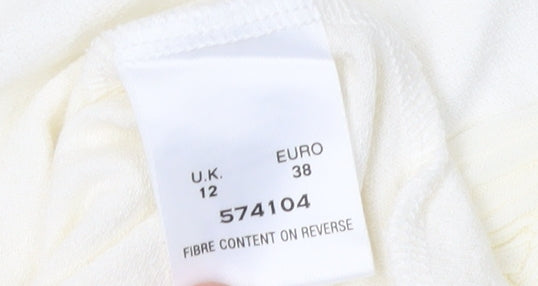 U.K. EURO
12 38
574104
FIBRE CONTENT ON REVERSE